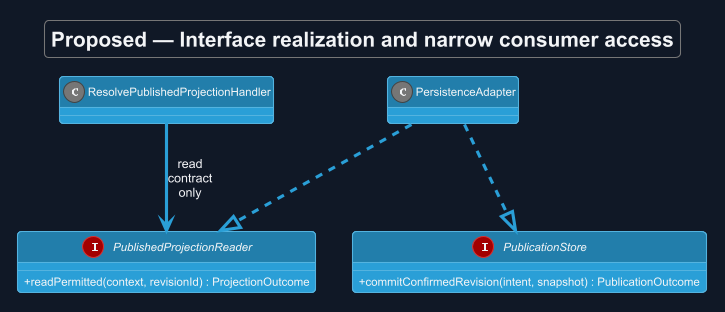 Proposed — Interface realization and narrow consumer access
C ResolvePublishedProjectionHandler
C PersistenceAdapter
read
contract
only
I PublishedProjectionReader
+readPermitted(context, revisionId) : ProjectionOutcome
I PublicationStore
+commitConfirmedRevision(intent, snapshot) : PublicationOutcome